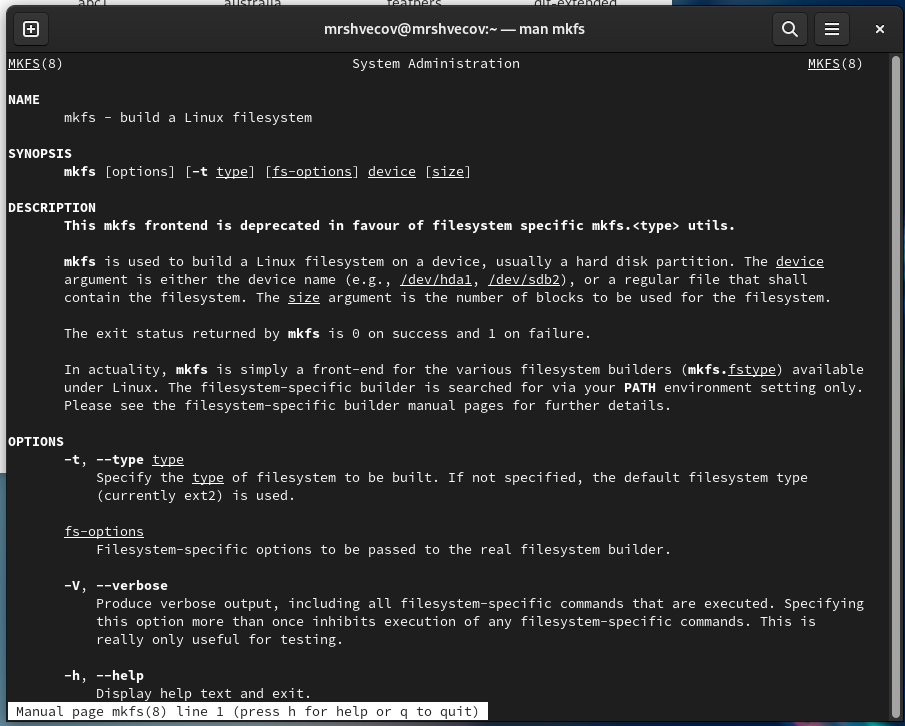 abc1 australia feathers git-extended
mrshvecov@mrshvecov:~ — man mkfs
MKFS(8) System Administration MKFS(8)
NAME
mkfs - build a Linux filesystem
SYNOPSIS
mkfs [options] [-t type] [fs-options] device [size]
DESCRIPTION
This mkfs frontend is deprecated in favour of filesystem specific mkfs.<type> utils.
mkfs is used to build a Linux filesystem on a device, usually a hard disk partition. The device
argument is either the device name (e.g., /dev/hda1, /dev/sdb2), or a regular file that shall
contain the filesystem. The size argument is the number of blocks to be used for the filesystem.
The exit status returned by mkfs is 0 on success and 1 on failure.
In actuality, mkfs is simply a front-end for the various filesystem builders (mkfs.fstype) available
under Linux. The filesystem-specific builder is searched for via your PATH environment setting only.
Please see the filesystem-specific builder manual pages for further details.
OPTIONS
-t, --type type
Specify the type of filesystem to be built. If not specified, the default filesystem type
(currently ext2) is used.
fs-options
Filesystem-specific options to be passed to the real filesystem builder.
-V, --verbose
Produce verbose output, including all filesystem-specific commands that are executed. Specifying
this option more than once inhibits execution of any filesystem-specific commands. This is
really only useful for testing.
-h, --help
Display help text and exit.
Manual page mkfs(8) line 1 (press h for help or q to quit)